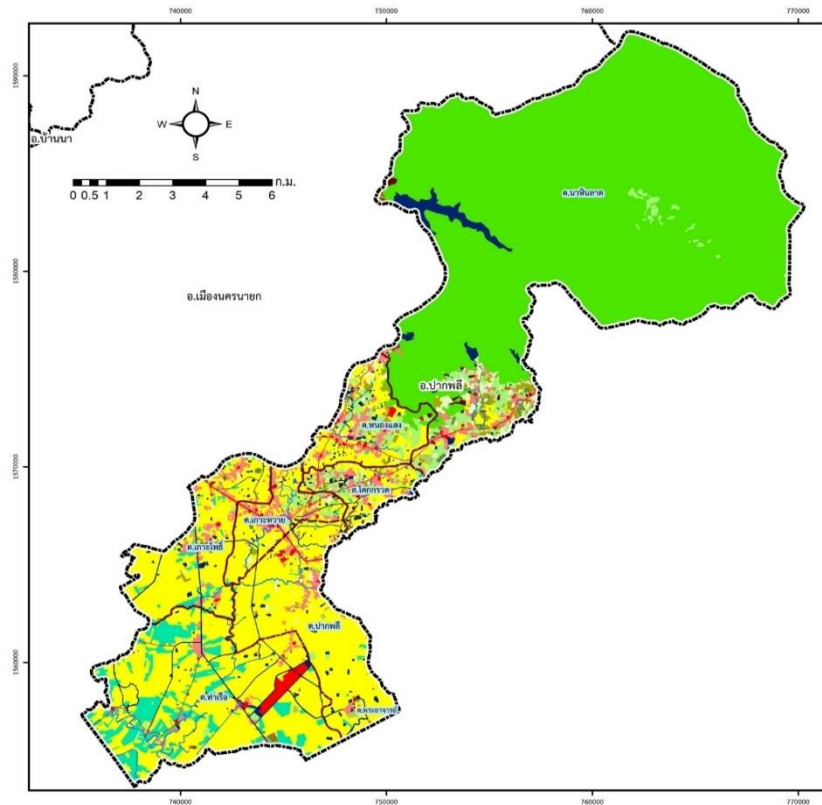 740000 750000 760000 770000
1590000
N
W E
S
อ.บ้านนา
ก.ม.
0 0.5 1 2 3 4 5 6
ต.นาหินลาด
1580000
อ.เมืองนครนายก
อ.ปากพลี
ต.หนองแสง
1570000
ต.โคกกรวด
ต.เกาะหวาย
ต.เกาะโพธิ์
ต.ปากพลี
1560000
ต.ท่าเรือ
ต.พระอาจารย์
740000 750000 760000 770000